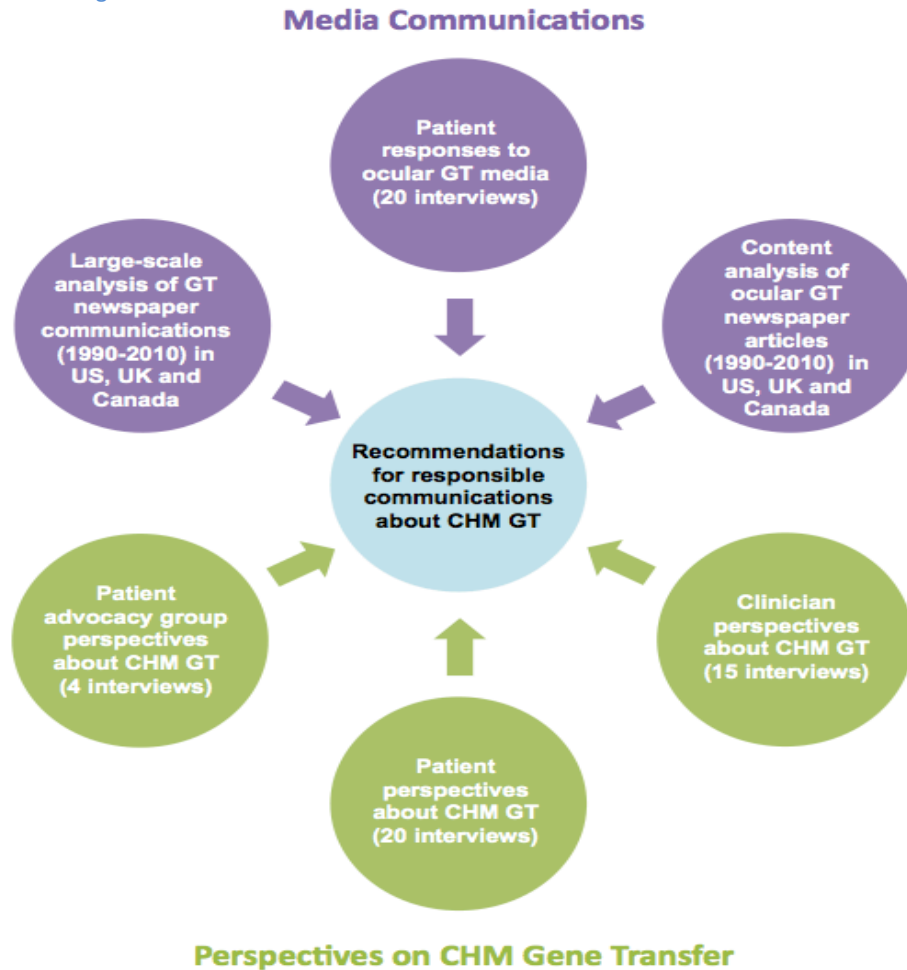 Media Communications
Patient
responses to
ocular GT media
(20 interviews)
Large-scale
analysis of GT
newspaper
communications
(1990-2010) in
US, UK and
Canada
Content
analysis of
ocular GT
newspaper
articles
(1990-2010) in
US, UK and
Canada
Recommendations
for responsible
communications
about CHM GT
Patient
advocacy group
perspectives
about CHM GT
(4 interviews)
Clinician
perspectives
about CHM GT
(15 interviews)
Patient
perspectives
about CHM GT
(20 interviews)
Perspectives on CHM Gene Transfer